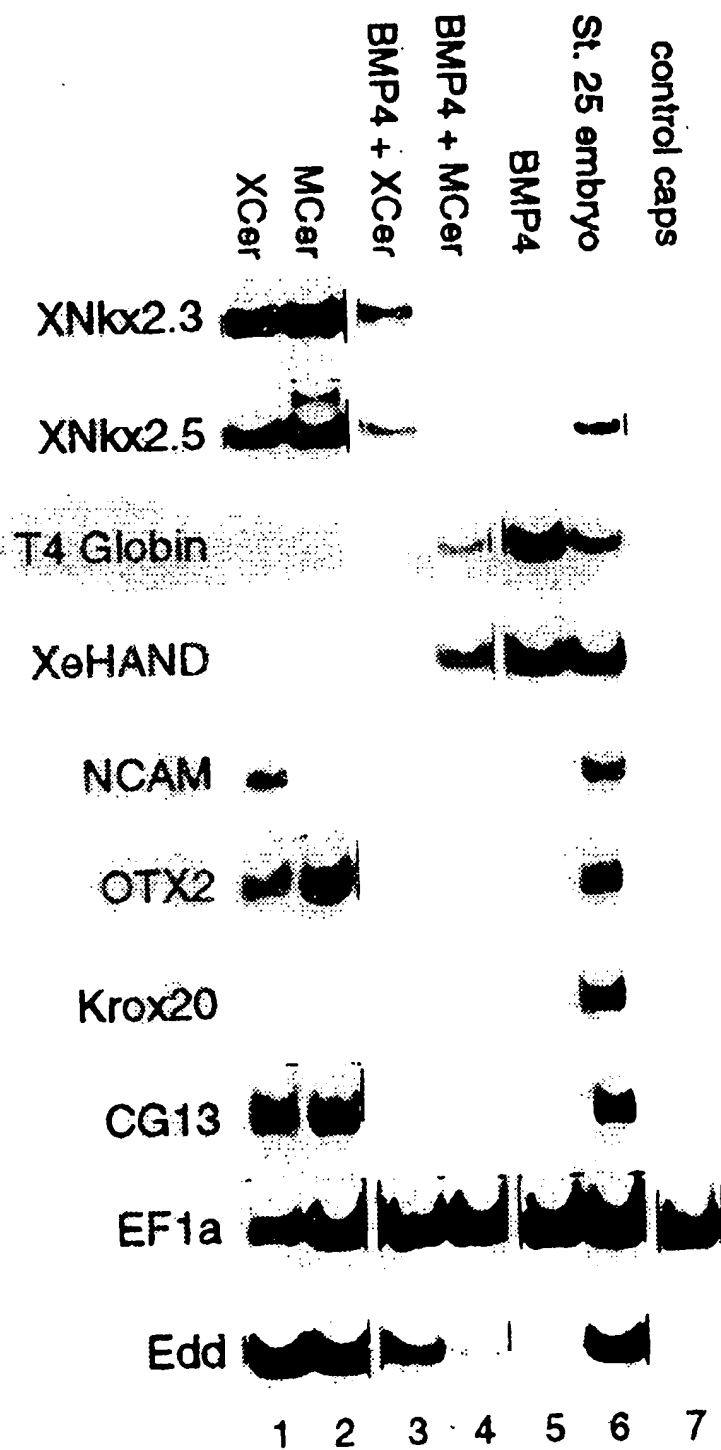 XCer
MCer
BMP4 + XCer
BMP4 + MCer
BMP4
St. 25 embryo
control caps
XNkx2.3
XNkx2.5
T4 Globin
XeHAND
NCAM
OTX2
Krox20
CG13
EF1a
Edd
1 2 3 4 5 6 7